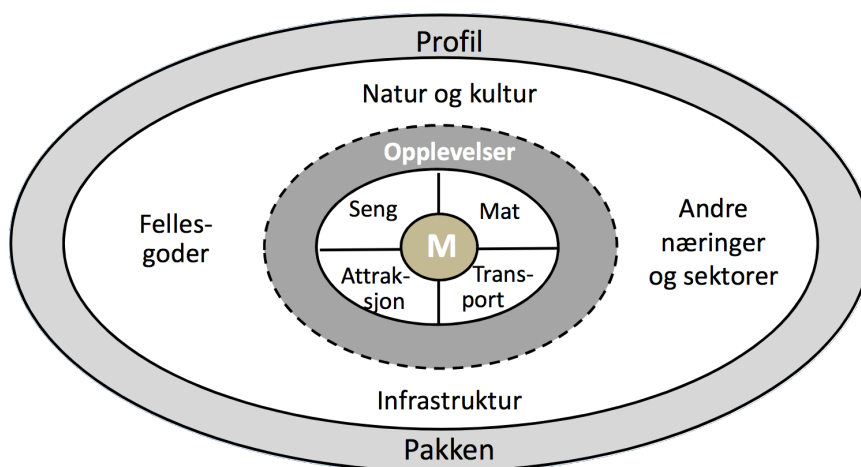 Profil
Natur og kultur
Opplevelser
Seng
Mat
Felles-
goder
M
Andre
næringer
og sektorer
Attrak-
sjon
Trans-
port
Infrastruktur
Pakken